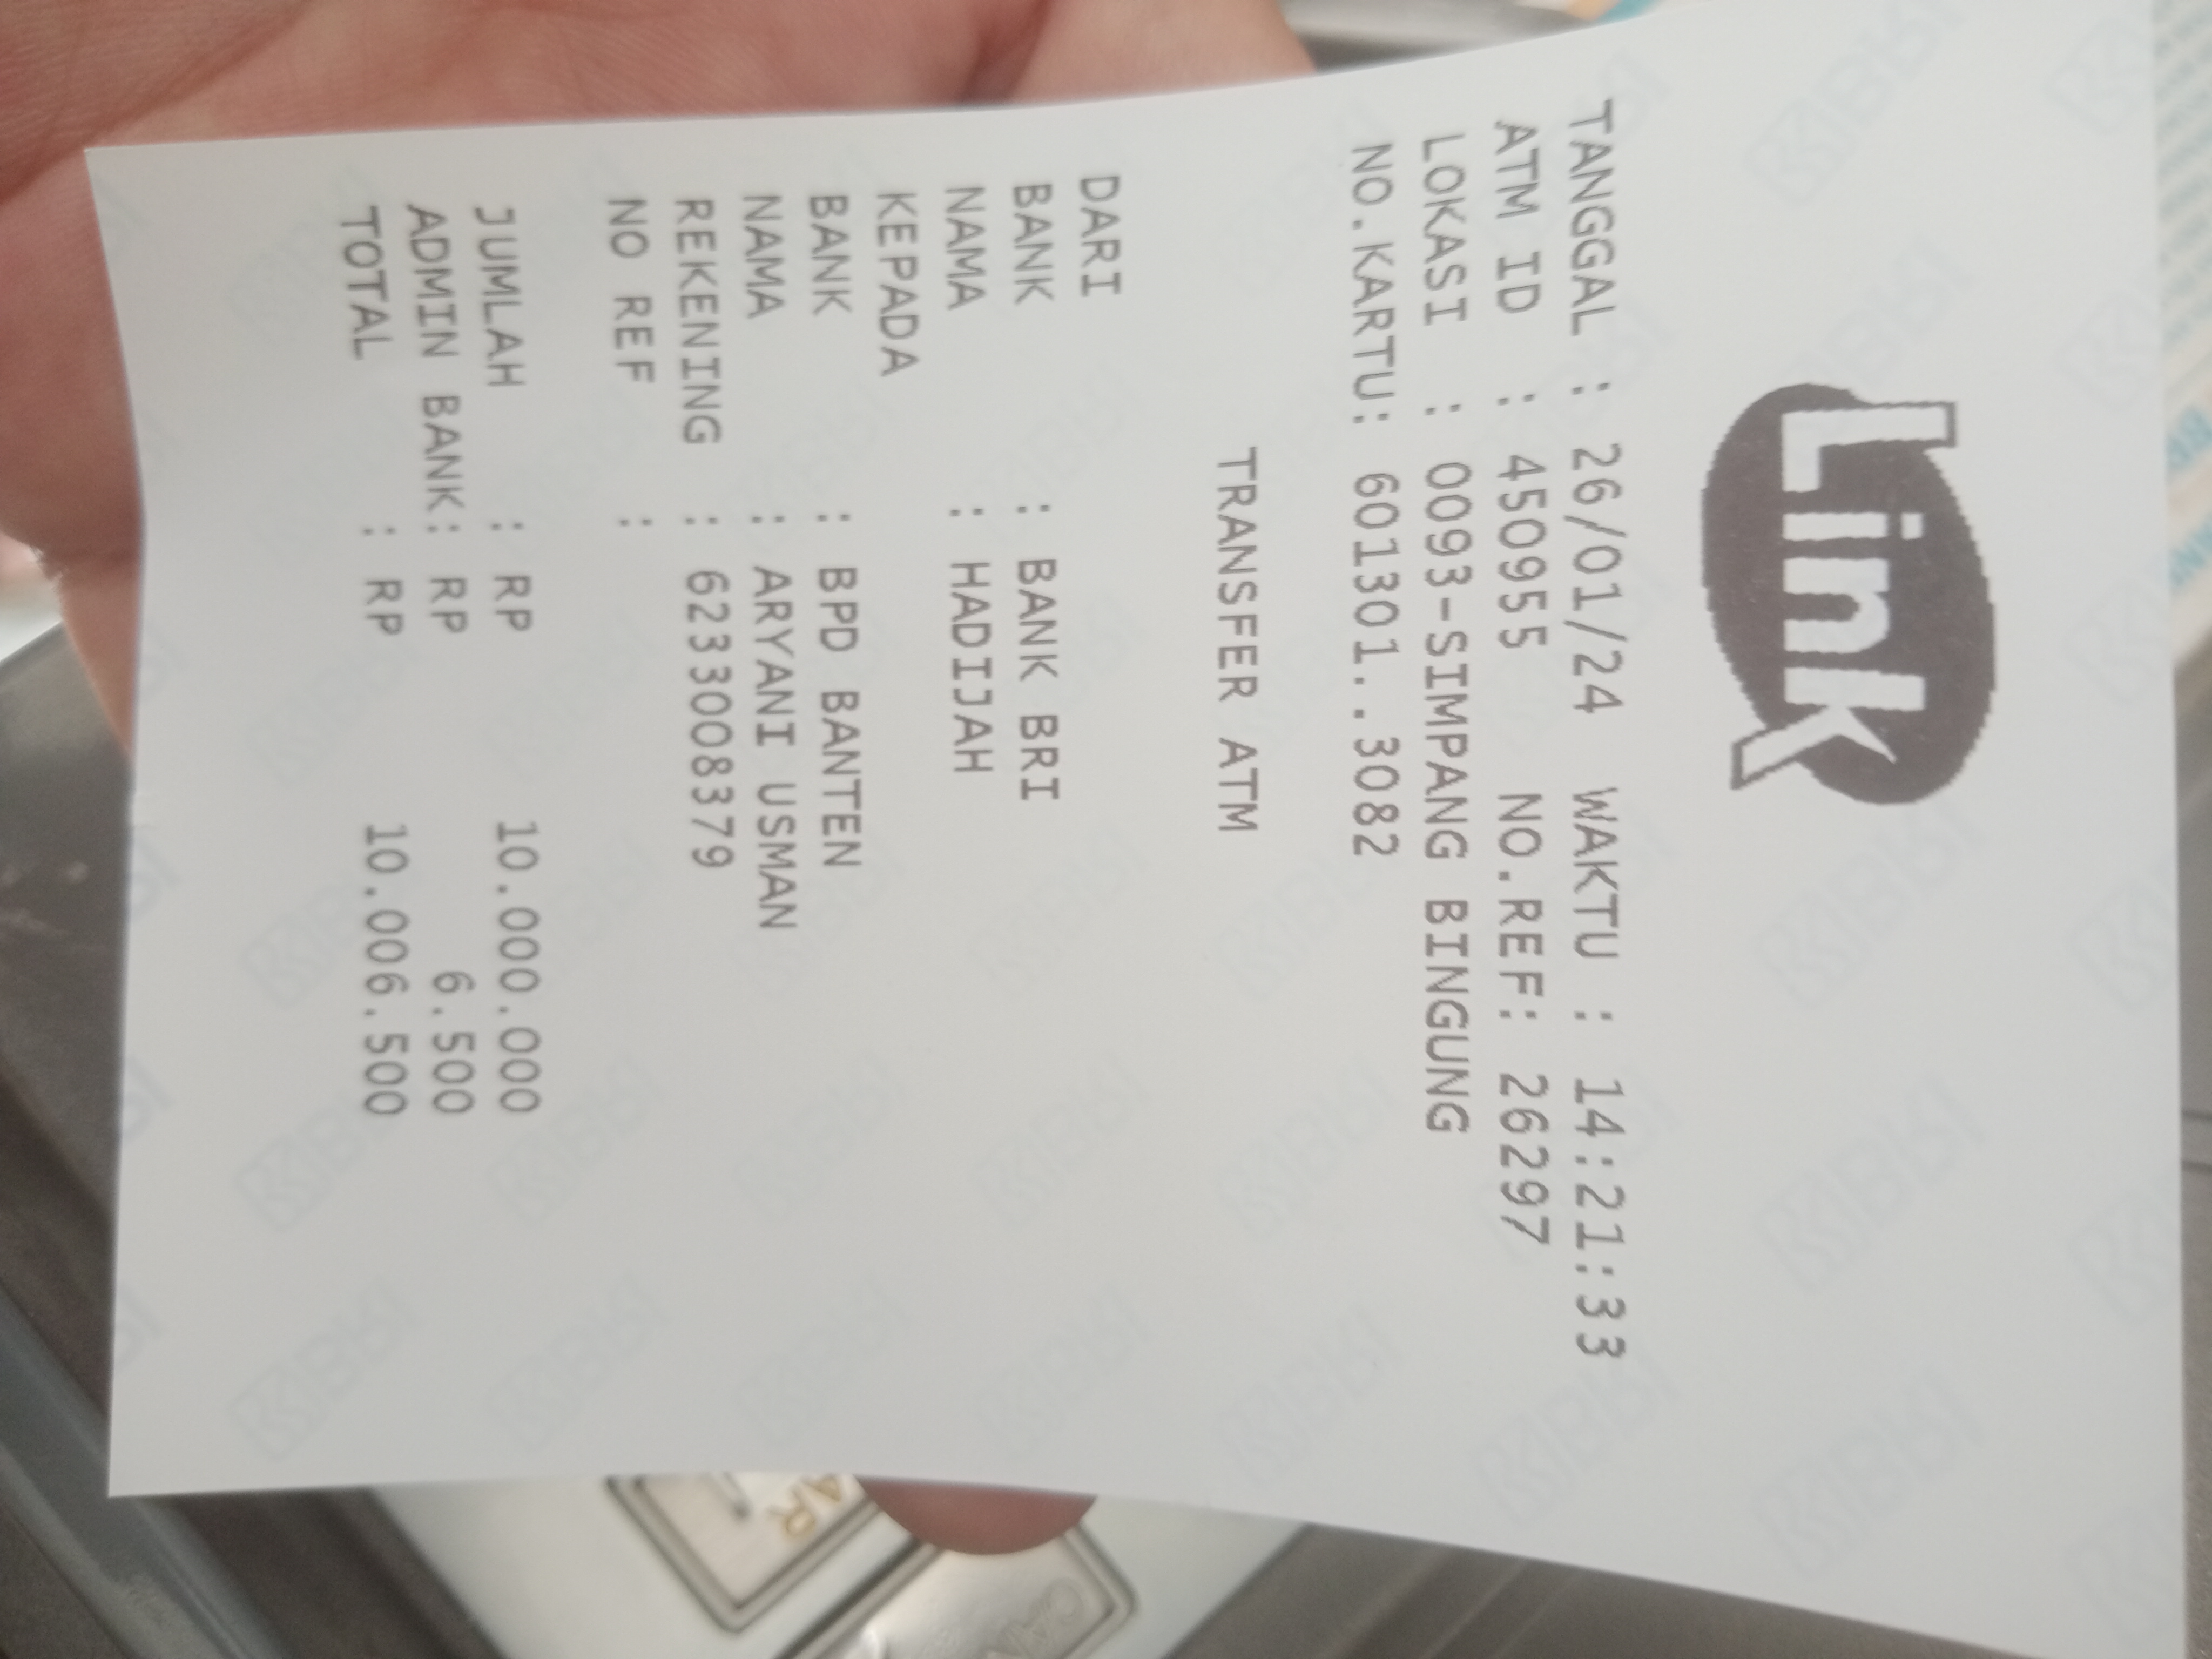 Link
TANGGAL : 26/01/24 WAKTU : 14:21:33
ATM ID : 450955 NO.REF: 26297
LOKASI : 0093-SIMPANG BINGUNG
NO.KARTU: 601301..3082
TRANSFER ATM
DARI
BANK : BANK BRI
NAMA : HADIJAH
KEPADA
BANK : BPD BANTEN
NAMA : ARYANI USMAN
REKENING : 6233008379
NO REF :
JUMLAH : RP 10.000.000
ADMIN BANK: RP 6.500
TOTAL : RP 10.006.500